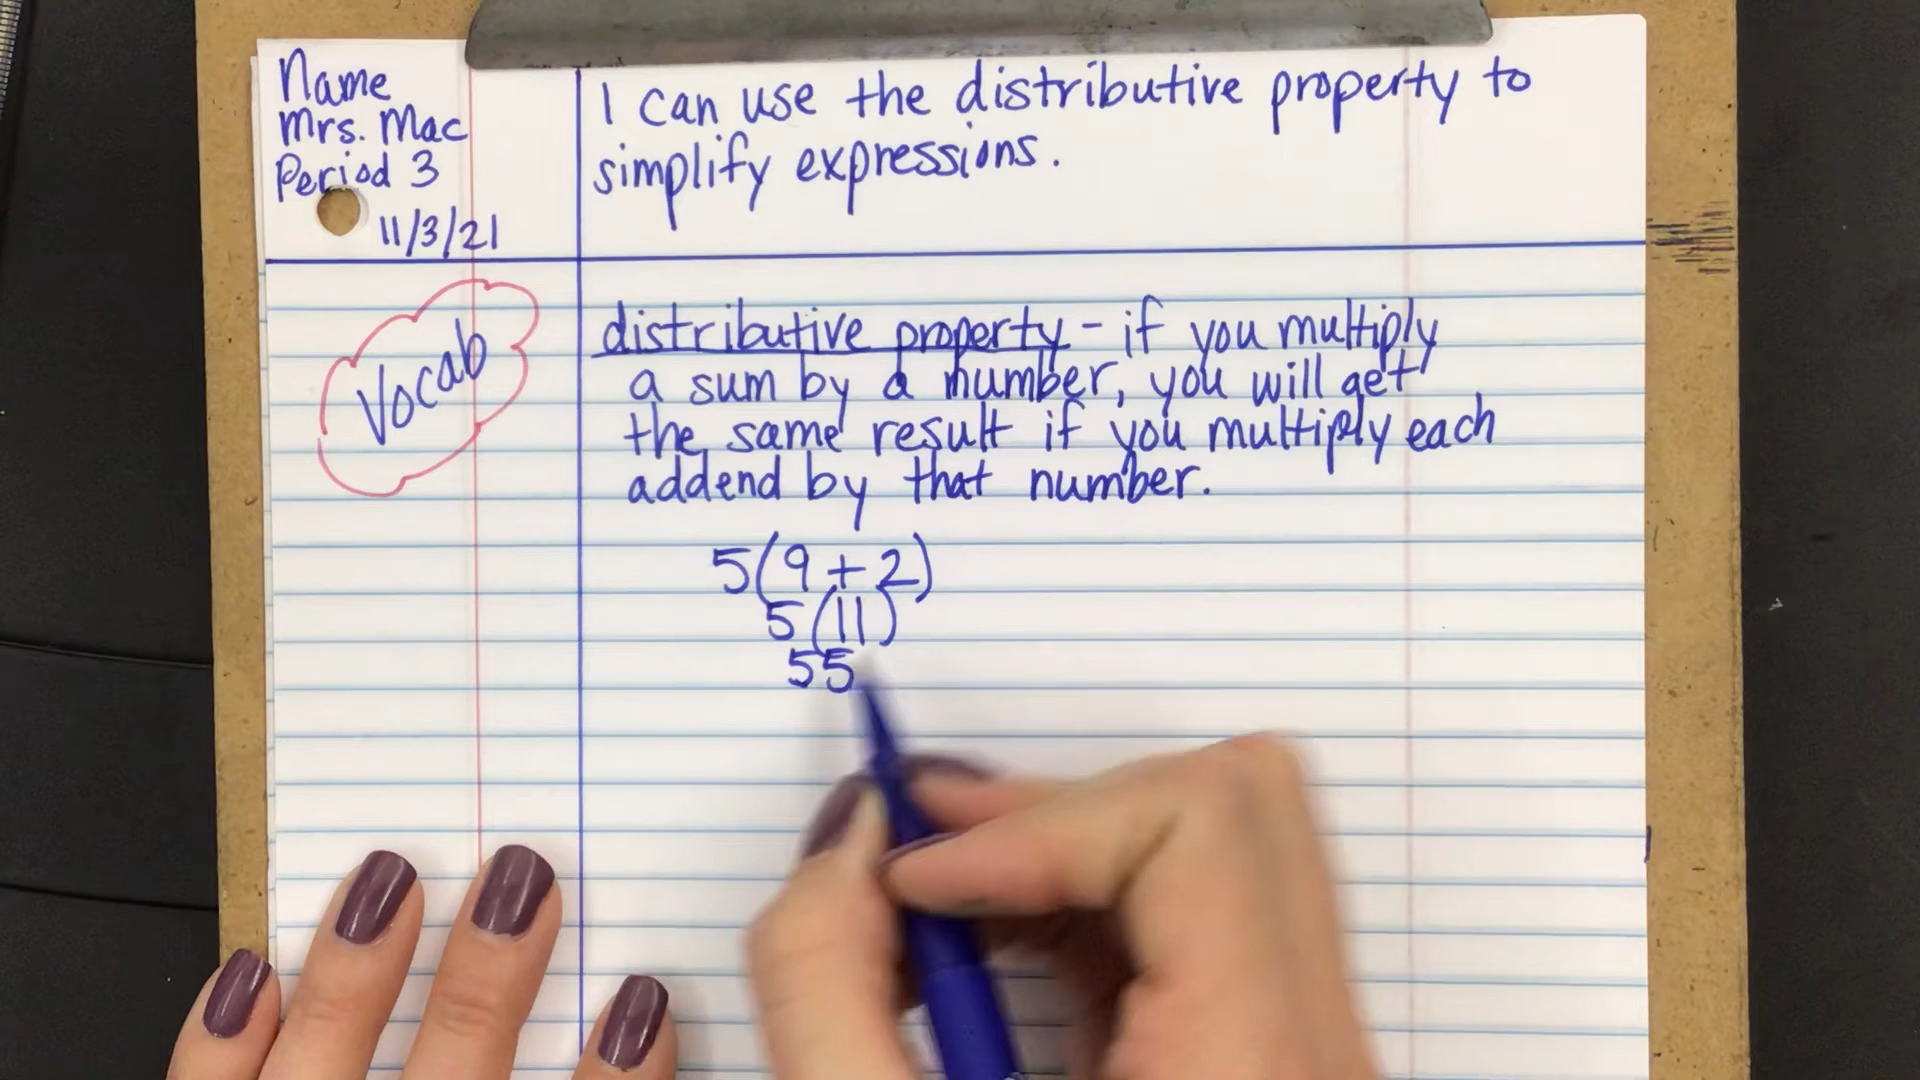 Name
Mrs. Mac
Period 3
11/3/21
I can use the distributive property to
simplify expressions.
Vocab
distributive property - if you multiply
a sum by a number, you will get
the same result if you multiply each
addend by that number.
5(9+2)
5(11)
55